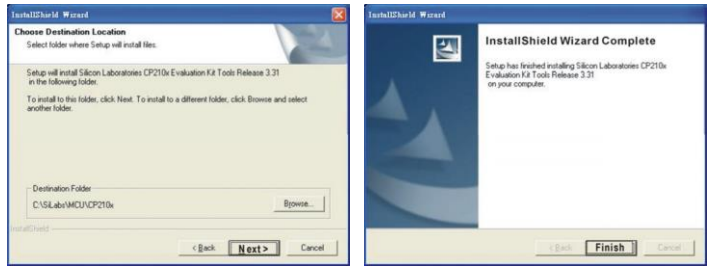 InstallShield Wizard
Choose Destination Location
Select folder where Setup will install files.
Setup will install Silicon Laboratories CP210x Evaluation Kit Tools Release 3.31
in the following folder.
To install to this folder, click Next. To install to a different folder, click Browse and select
another folder.
Destination Folder
C:\SiLabs\MCU\CP210x
Browse...
InstallShield
< Back
Next >
Cancel
InstallShield Wizard
InstallShield Wizard Complete
Setup has finished installing Silicon Laboratories CP210x
Evaluation Kit Tools Release 3.31
on your computer.
< Back
Finish
Cancel